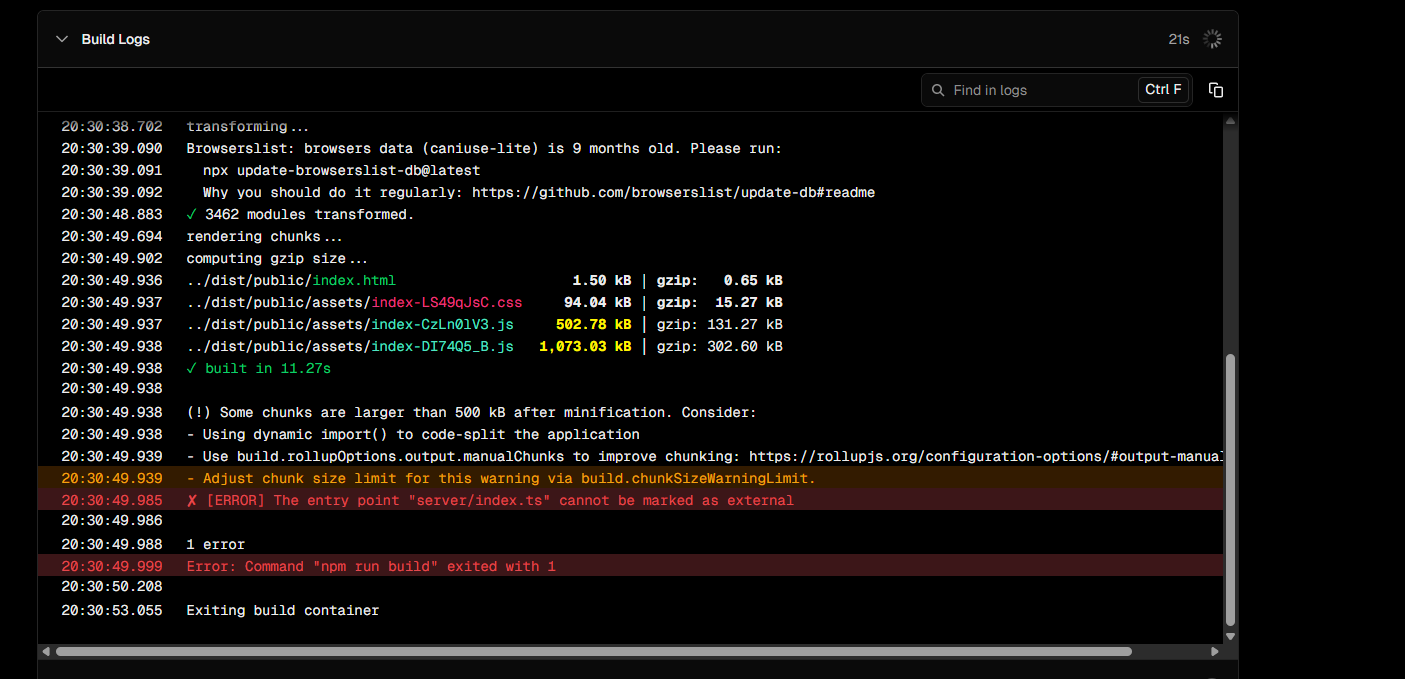 Build Logs 21s
Find in logs Ctrl F
20:30:38.702 transforming...
20:30:39.090 Browserslist: browsers data (caniuse-lite) is 9 months old. Please run:
20:30:39.091 npx update-browserslist-db@latest
20:30:39.092 Why you should do it regularly: https://github.com/browserslist/update-db#readme
20:30:48.883 ✓ 3462 modules transformed.
20:30:49.694 rendering chunks...
20:30:49.902 computing gzip size...
20:30:49.936 ../dist/public/index.html 1.50 kB | gzip: 0.65 kB
20:30:49.937 ../dist/public/assets/index-LS49qJsC.css 94.04 kB | gzip: 15.27 kB
20:30:49.937 ../dist/public/assets/index-CzLn0lV3.js 502.78 kB | gzip: 131.27 kB
20:30:49.938 ../dist/public/assets/index-DI74Q5_B.js 1,073.03 kB | gzip: 302.60 kB
20:30:49.938 ✓ built in 11.27s
20:30:49.938
20:30:49.938 (!) Some chunks are larger than 500 kB after minification. Consider:
20:30:49.938 - Using dynamic import() to code-split the application
20:30:49.939 - Use build.rollupOptions.output.manualChunks to improve chunking: https://rollupjs.org/configuration-options/#output-manual
20:30:49.939 - Adjust chunk size limit for this warning via build.chunkSizeWarningLimit.
20:30:49.985 ✗ [ERROR] The entry point "server/index.ts" cannot be marked as external
20:30:49.986
20:30:49.988 1 error
20:30:49.999 Error: Command "npm run build" exited with 1
20:30:50.208
20:30:53.055 Exiting build container